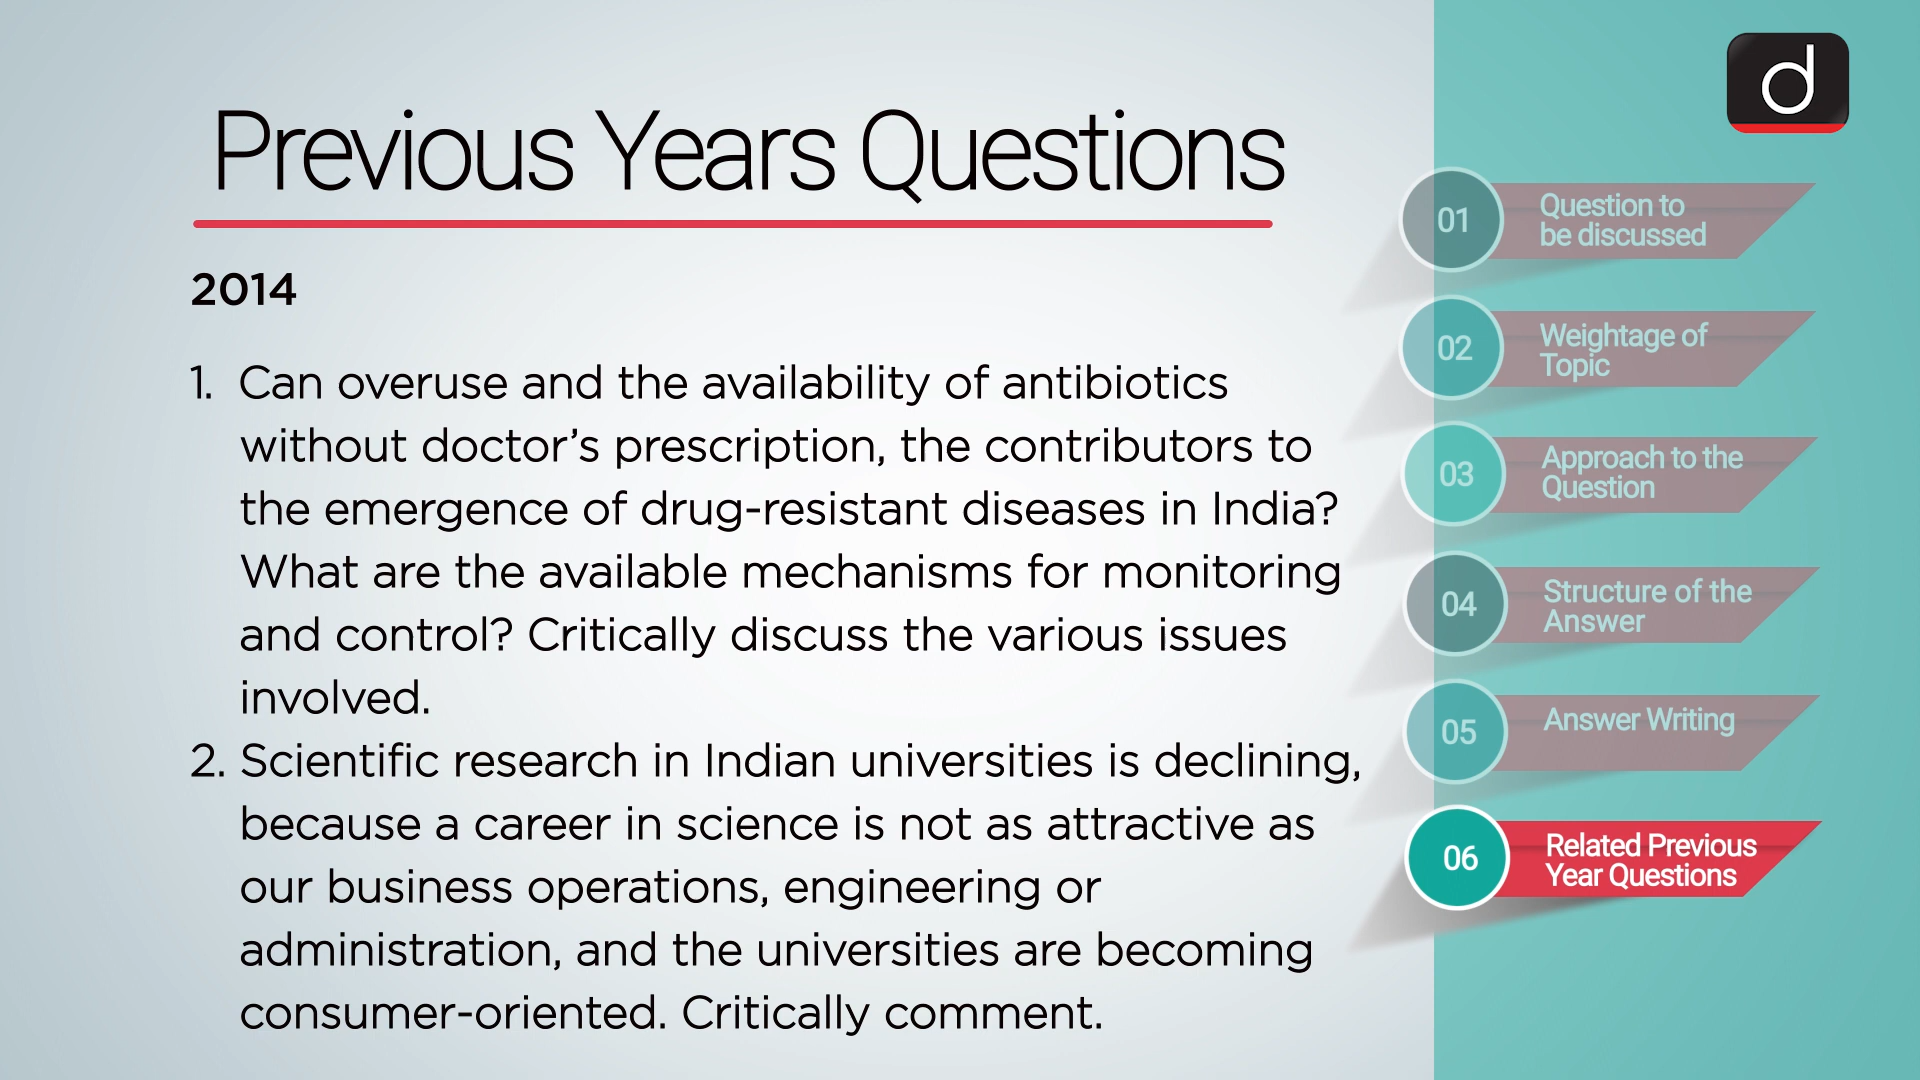 Previous Years Questions
2014
1. Can overuse and the availability of antibiotics
without doctor’s prescription, the contributors to
the emergence of drug-resistant diseases in India?
What are the available mechanisms for monitoring
and control? Critically discuss the various issues
involved.
2. Scientific research in Indian universities is declining,
because a career in science is not as attractive as
our business operations, engineering or
administration, and the universities are becoming
consumer-oriented. Critically comment.
d
01
Question to
be discussed
02
Weightage of
Topic
03
Approach to the
Question
04
Structure of the
Answer
05
Answer Writing
06
Related Previous
Year Questions